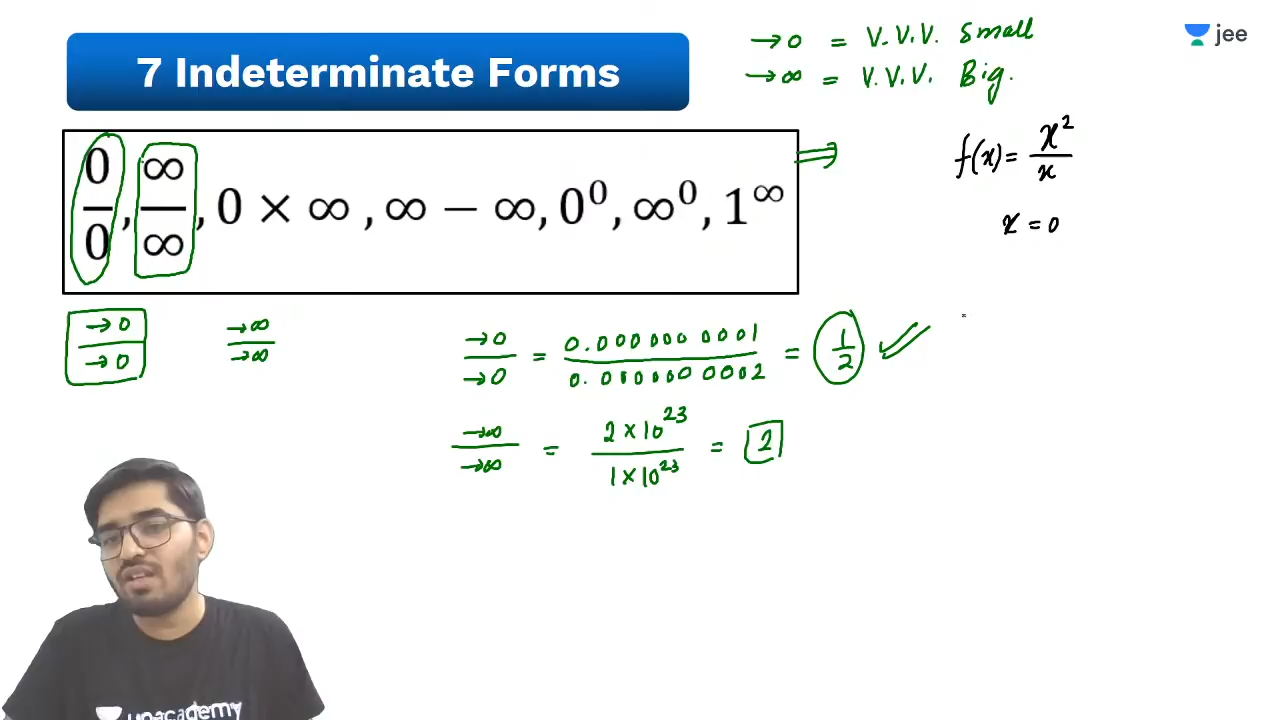 →0 = V.V.V. Small
jee
7 Indeterminate Forms
→∞ = V.V.V. Big.
0/0, ∞/∞, 0 × ∞, ∞ − ∞, 0⁰, ∞⁰, 1^∞ ⇒
f(x) = x²/x
x = 0
→0/→0 →∞/→∞ →0/→0 = 0.0000000001/0.0000000002 = 1/2
→∞/→∞ = 2×10²³/1×10²³ = 2
unacademy